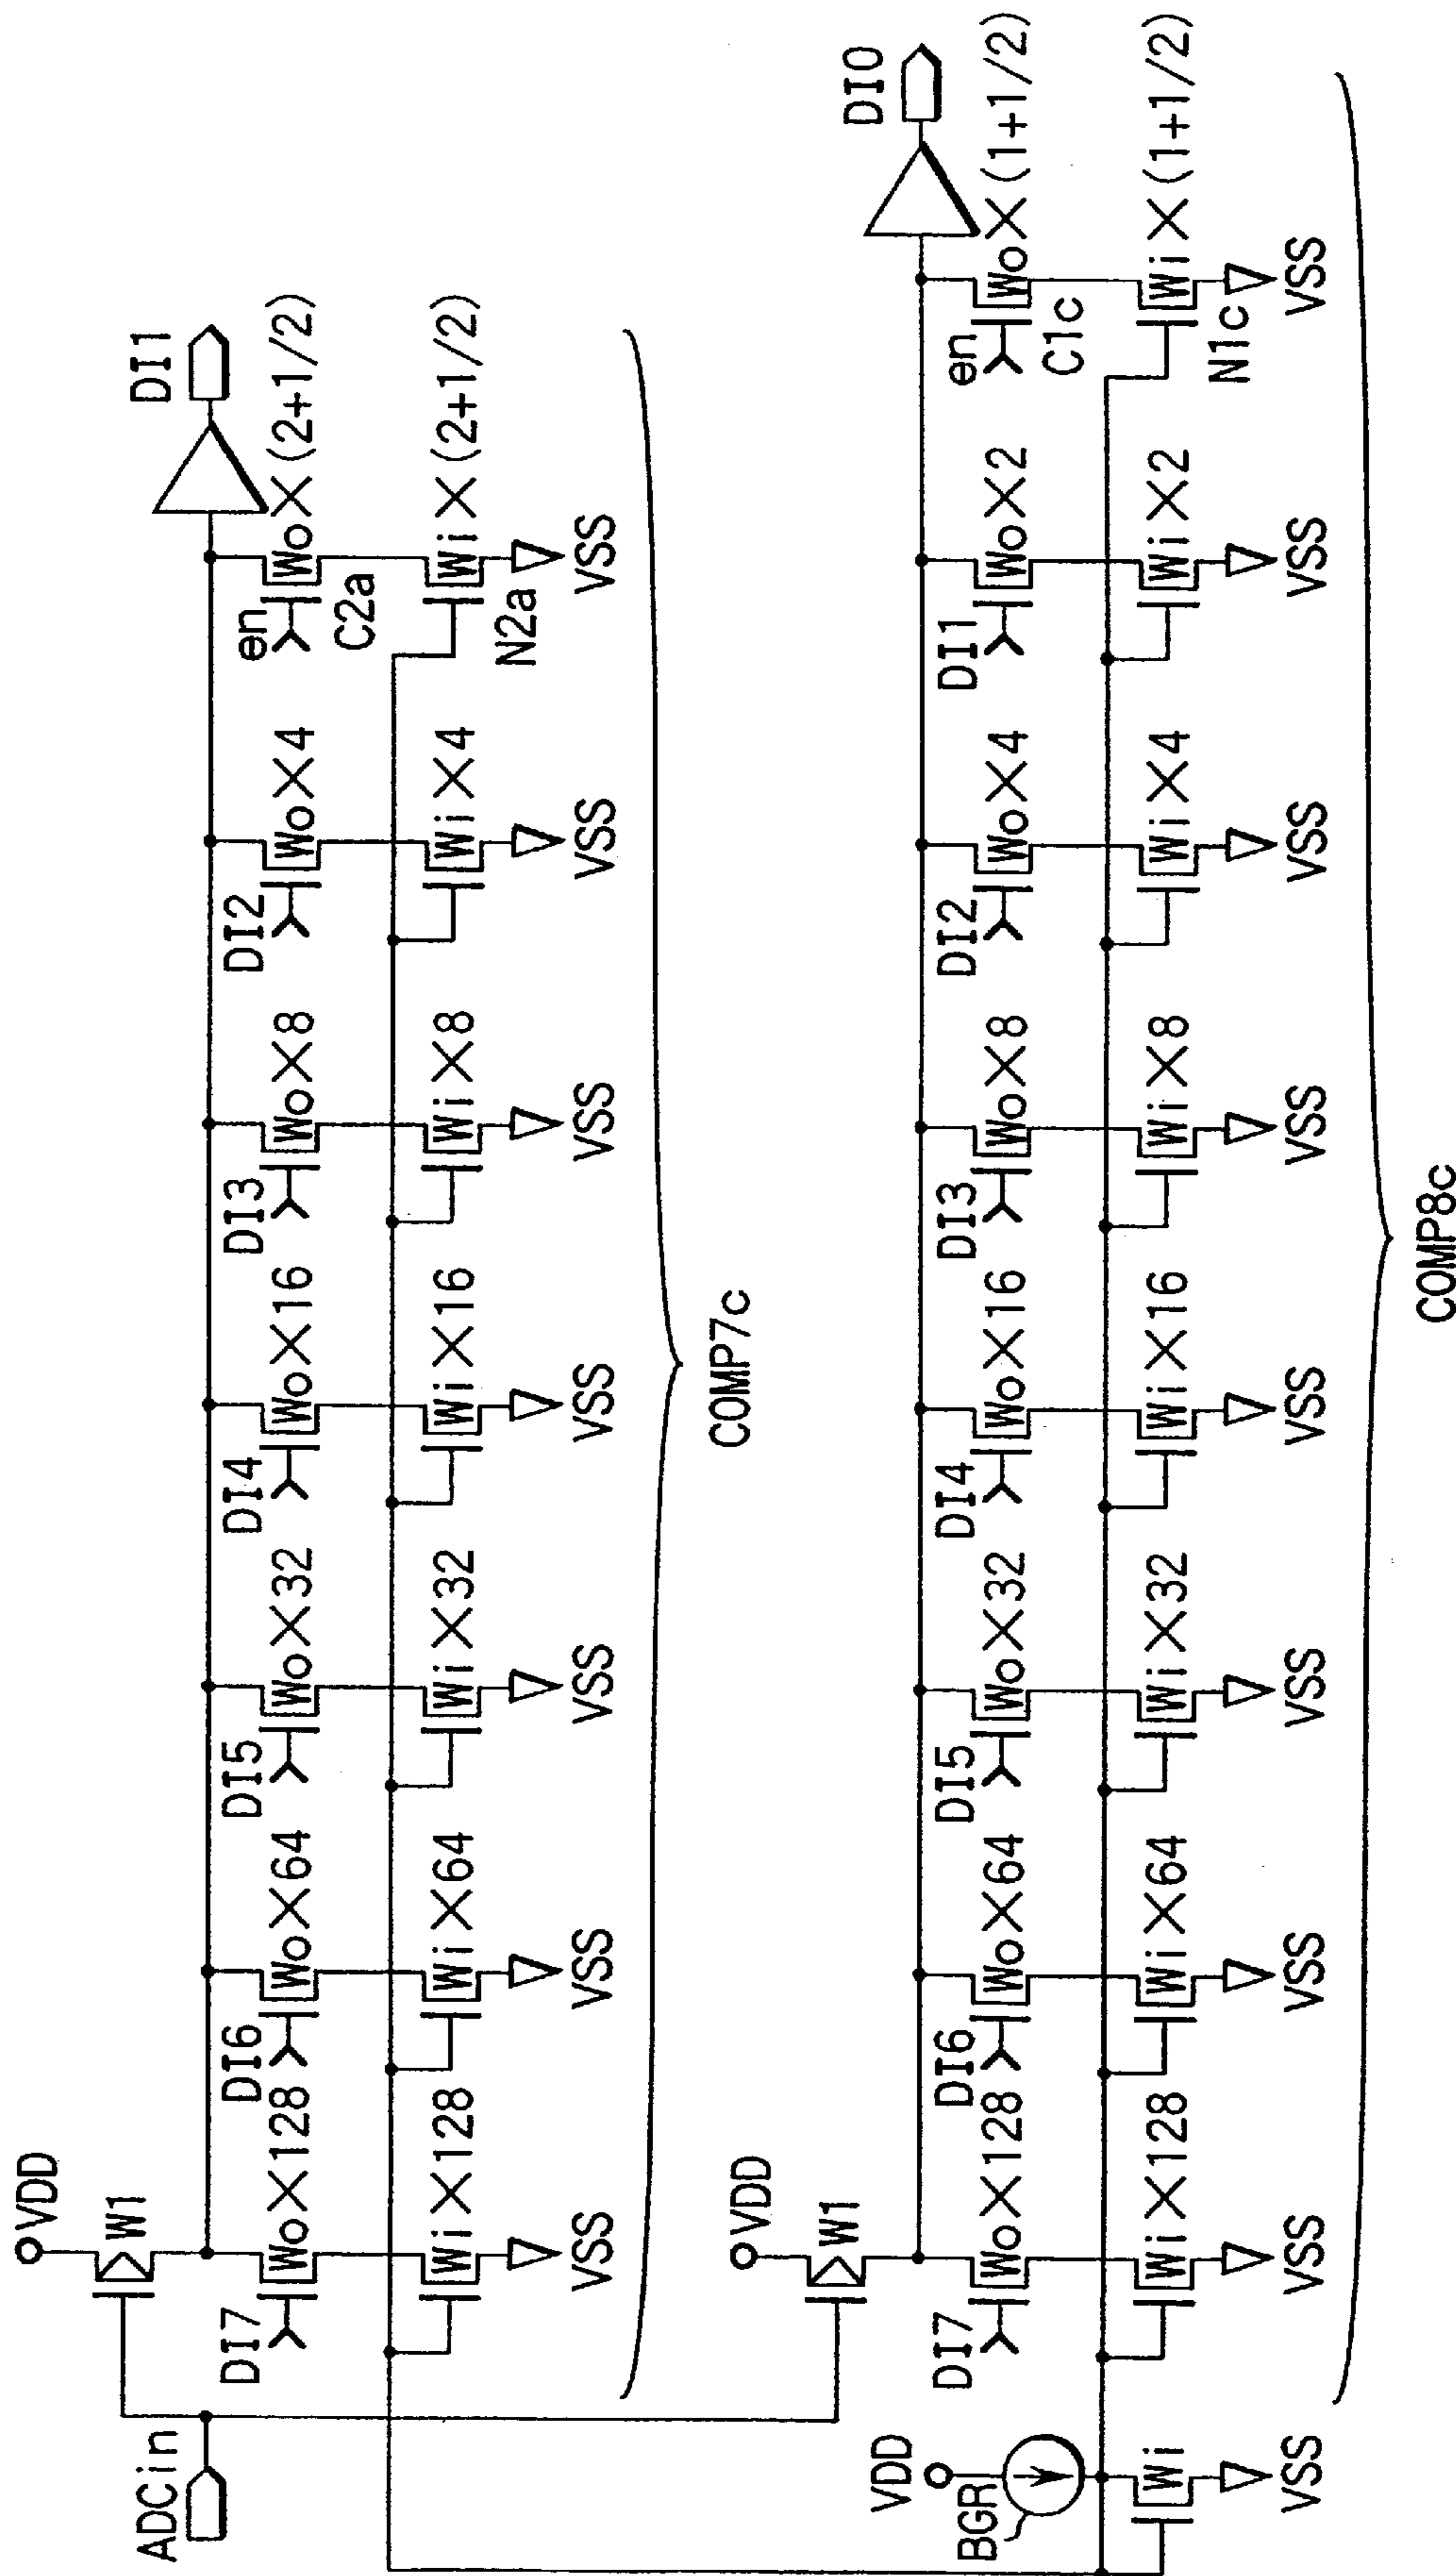 ADCin
VDD
W1
DI7
Wo×128
Wi×128
VSS
DI6
Wo×64
Wi×64
VSS
DI5
Wo×32
Wi×32
VSS
DI4
Wo×16
Wi×16
VSS
DI3
Wo×8
Wi×8
VSS
DI2
Wo×4
Wi×4
VSS
en
Wo×(2+1/2)
C2a
Wi×(2+1/2)
N2a
VSS
DI1
COMP7c
VDD
BGR
Wi
VSS
VDD
W1
DI7
Wo×128
Wi×128
VSS
DI6
Wo×64
Wi×64
VSS
DI5
Wo×32
Wi×32
VSS
DI4
Wo×16
Wi×16
VSS
DI3
Wo×8
Wi×8
VSS
DI2
Wo×4
Wi×4
VSS
DI1
Wo×2
Wi×2
VSS
en
Wo×(1+1/2)
C1c
Wi×(1+1/2)
N1c
VSS
DI0
COMP8c